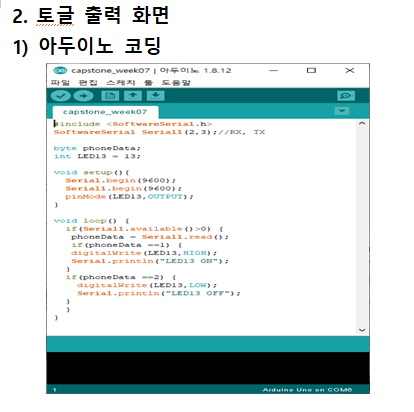 2. 토글 출력 화면
1) 아두이노 코딩
capstone_week07 | 아두이노 1.8.12
파일 편집 스케치 툴 도움말
capstone_week07
#include <SoftwareSerial.h>
SoftwareSerial Serial1(2,3);//RX, TX
byte phoneData;
int LED13 = 13;
void setup(){
Serial.begin(9600);
Serial1.begin(9600);
pinMode(LED13,OUTPUT);
}
void loop() {
if(Serial1.available()>0) {
phoneData = Serial1.read();
if(phoneData ==1) {
digitalWrite(LED13,HIGH);
Serial.println("LED13 ON");
}
if(phoneData ==2) {
digitalWrite(LED13,LOW);
Serial.println("LED13 OFF");
}
}
}
1 Arduino Uno on COM6